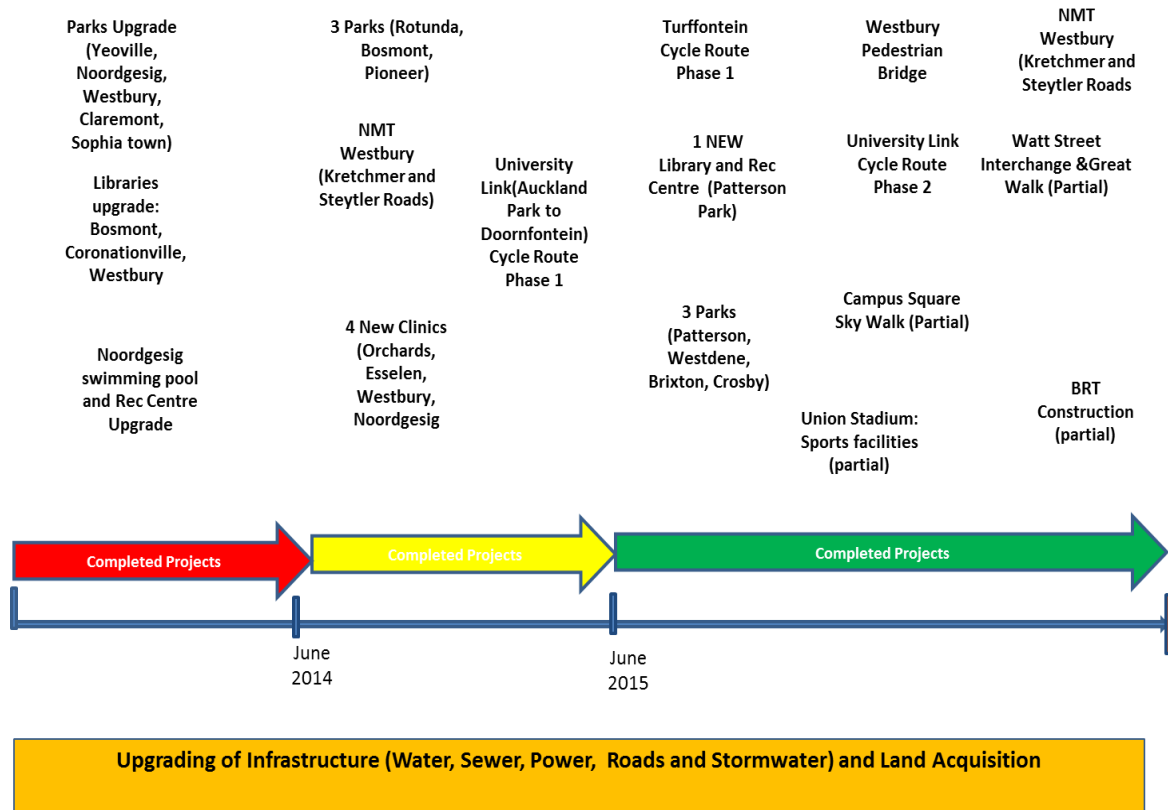 Parks Upgrade
(Yeoville,
Noordgesig,
Westbury,
Claremont,
Sophia town)
Libraries
upgrade:
Bosmont,
Coronationville,
Westbury
Noordgesig
swimming pool
and Rec Centre
Upgrade
3 Parks (Rotunda,
Bosmont,
Pioneer)
NMT
Westbury
(Kretchmer and
Steytler Roads)
4 New Clinics
(Orchards,
Esselen,
Westbury,
Noordgesig
University
Link(Auckland
Park to
Doornfontein)
Cycle Route
Phase 1
Turffontein
Cycle Route
Phase 1
1 NEW
Library and Rec
Centre (Patterson
Park)
3 Parks
(Patterson,
Westdene,
Brixton, Crosby)
Westbury
Pedestrian
Bridge
University Link
Cycle Route
Phase 2
Campus Square
Sky Walk (Partial)
Union Stadium:
Sports facilities
(partial)
NMT
Westbury
(Kretchmer and
Steytler Roads
Watt Street
Interchange &Great
Walk (Partial)
BRT
Construction
(partial)
Completed Projects
Completed Projects
Completed Projects
June
2014
June
2015
Upgrading of Infrastructure (Water, Sewer, Power, Roads and Stormwater) and Land Acquisition